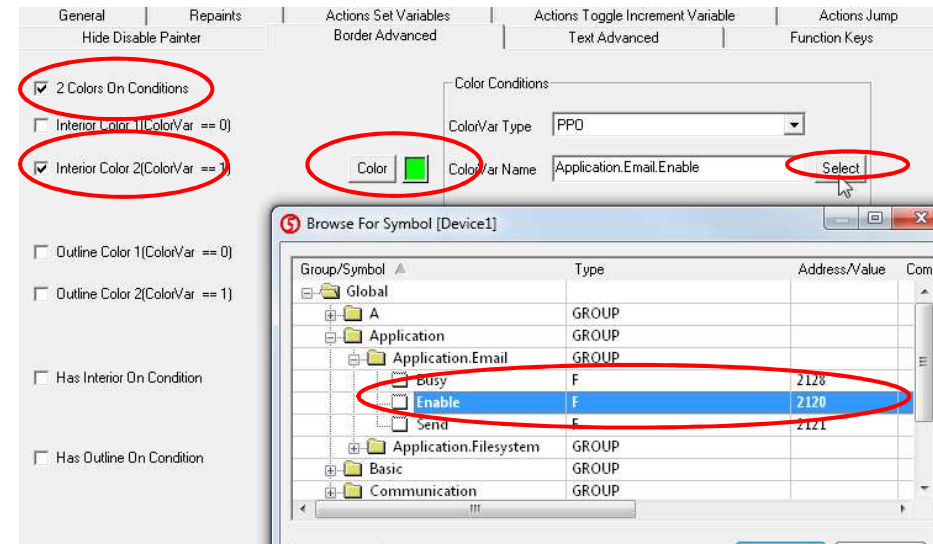 General Repaints Actions Set Variables Actions Toggle Increment Variable Actions Jump
Hide Disable Painter Border Advanced Text Advanced Function Keys
2 Colors On Conditions
Color Conditions
Interior Color 1(ColorVar == 0)
ColorVar Type PPO
Interior Color 2(ColorVar == 1)
Color ColorVar Name Application.Email.Enable Select
Browse For Symbol [Device1]
Outline Color 1(ColorVar == 0)
Group/Symbol Type Address/Value Com
Outline Color 2(ColorVar == 1)
Global
A GROUP
Application GROUP
Application.Email GROUP
Has Interior On Condition
Busy F 2128
Enable F 2120
Send F 2121
Application.Filesystem GROUP
Has Outline On Condition
Basic GROUP
Communication GROUP